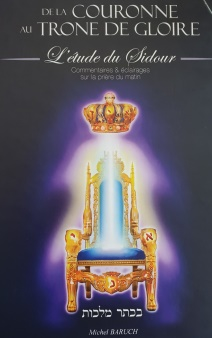 DE LA COURONNE
AU TRONE DE GLOIRE
L'étude du Sidour
Commentaires & éclairages
sur la prière du matin
א
א
בכתר מלכות
Michel BARUCH